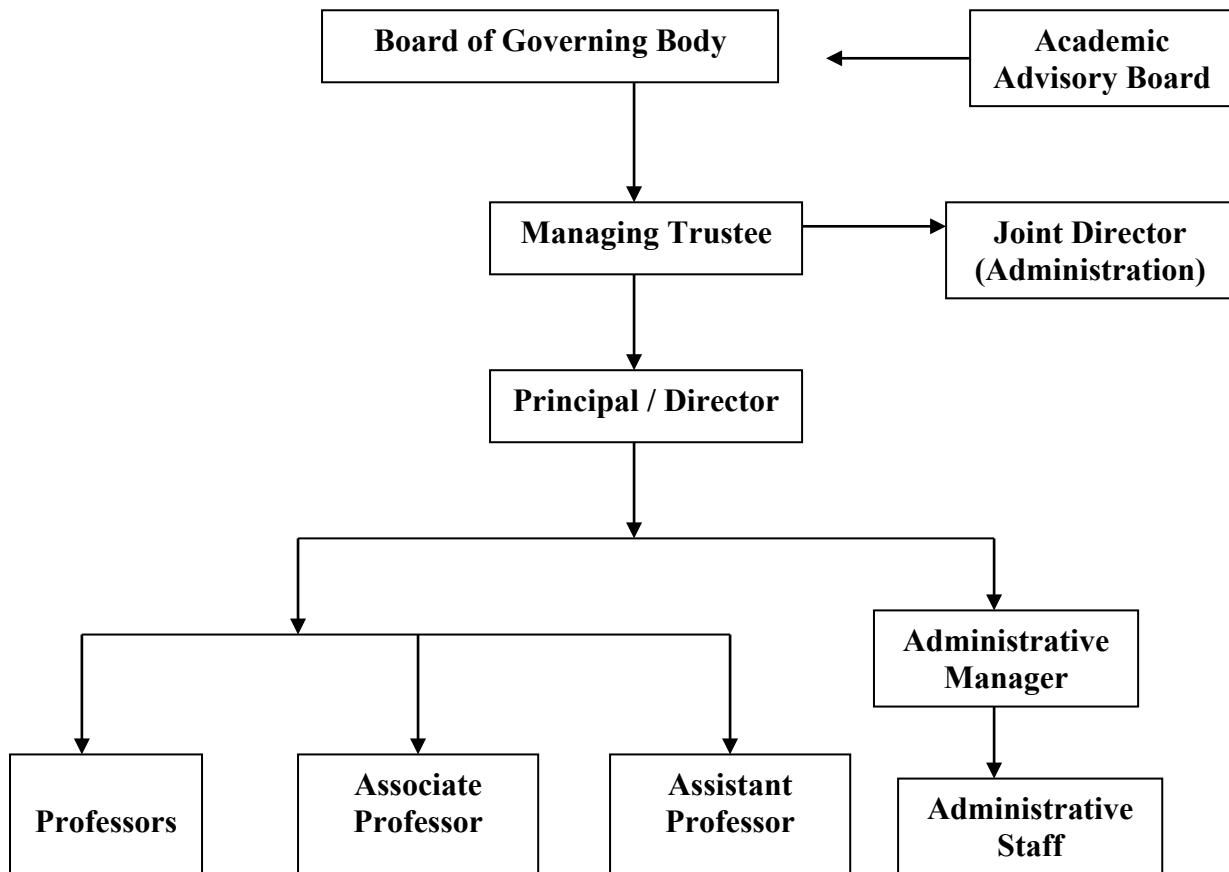 Board of Governing Body
Academic
Advisory Board
Managing Trustee
Joint Director
(Administration)
Principal / Director
Administrative
Manager
Professors
Associate
Professor
Assistant
Professor
Administrative
Staff